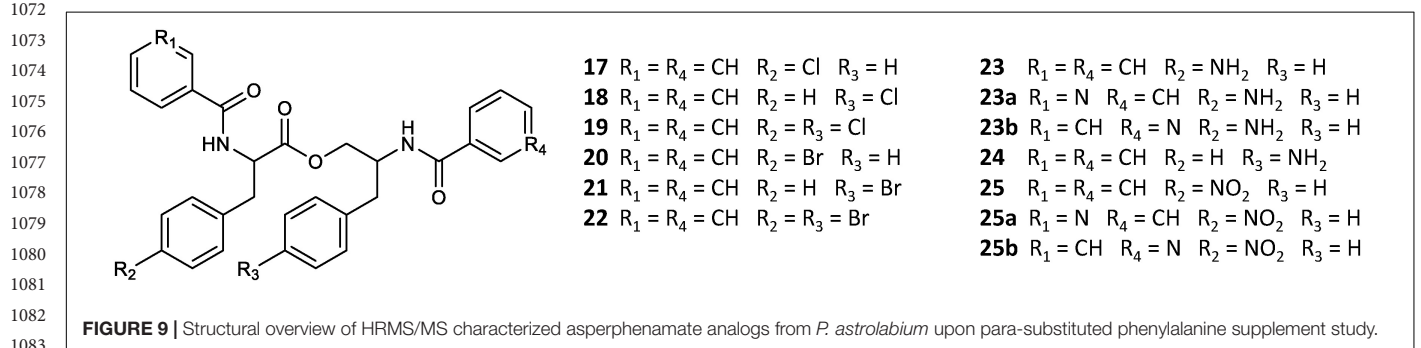 1072
1073
1074
1075
1076
1077
1078
1079
1080
1081
1082
1083
R₁
O
HN
O
O
H
N
O
R₄
R₂
R₃
17 R₁ = R₄ = CH R₂ = Cl R₃ = H
18 R₁ = R₄ = CH R₂ = H R₃ = Cl
19 R₁ = R₄ = CH R₂ = R₃ = Cl
20 R₁ = R₄ = CH R₂ = Br R₃ = H
21 R₁ = R₄ = CH R₂ = H R₃ = Br
22 R₁ = R₄ = CH R₂ = R₃ = Br
23 R₁ = R₄ = CH R₂ = NH₂ R₃ = H
23a R₁ = N R₄ = CH R₂ = NH₂ R₃ = H
23b R₁ = CH R₄ = N R₂ = NH₂ R₃ = H
24 R₁ = R₄ = CH R₂ = H R₃ = NH₂
25 R₁ = R₄ = CH R₂ = NO₂ R₃ = H
25a R₁ = N R₄ = CH R₂ = NO₂ R₃ = H
25b R₁ = CH R₄ = N R₂ = NO₂ R₃ = H
FIGURE 9 | Structural overview of HRMS/MS characterized asperphenamate analogs from P. astrolabium upon para-substituted phenylalanine supplement study.